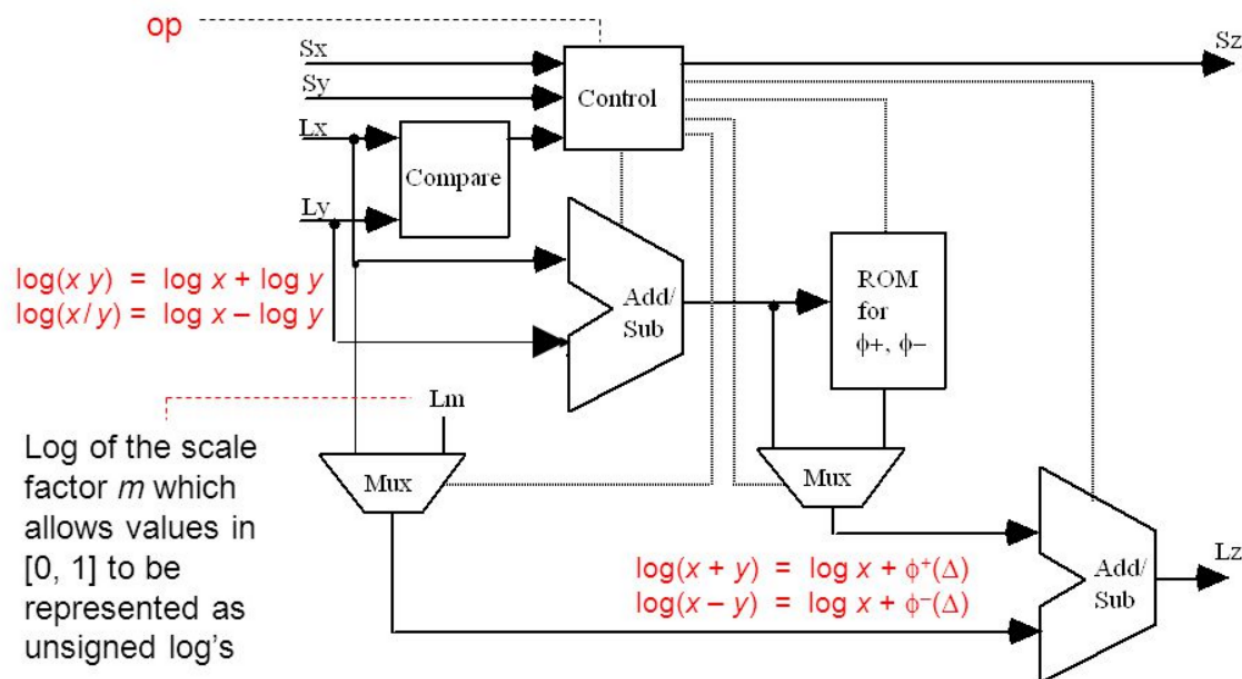 op
Sx
Sz
Sy
Control
Lx
Compare
Ly
log(x y) = log x + log y
log(x / y) = log x – log y
Add/
Sub
ROM
for
ϕ+, ϕ−
Lm
Log of the scale
factor m which
allows values in
[0, 1] to be
represented as
unsigned log's
Mux
Mux
log(x + y) = log x + ϕ⁺(Δ)
log(x – y) = log x + ϕ⁻(Δ)
Add/
Sub
Lz